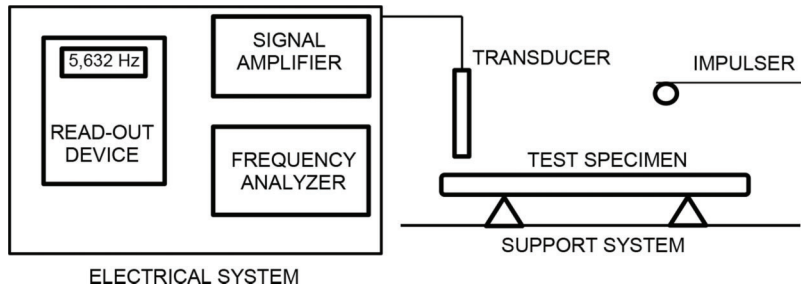 5,632 Hz
READ-OUT
DEVICE
SIGNAL
AMPLIFIER
FREQUENCY
ANALYZER
ELECTRICAL SYSTEM
TRANSDUCER
IMPULSER
TEST SPECIMEN
SUPPORT SYSTEM